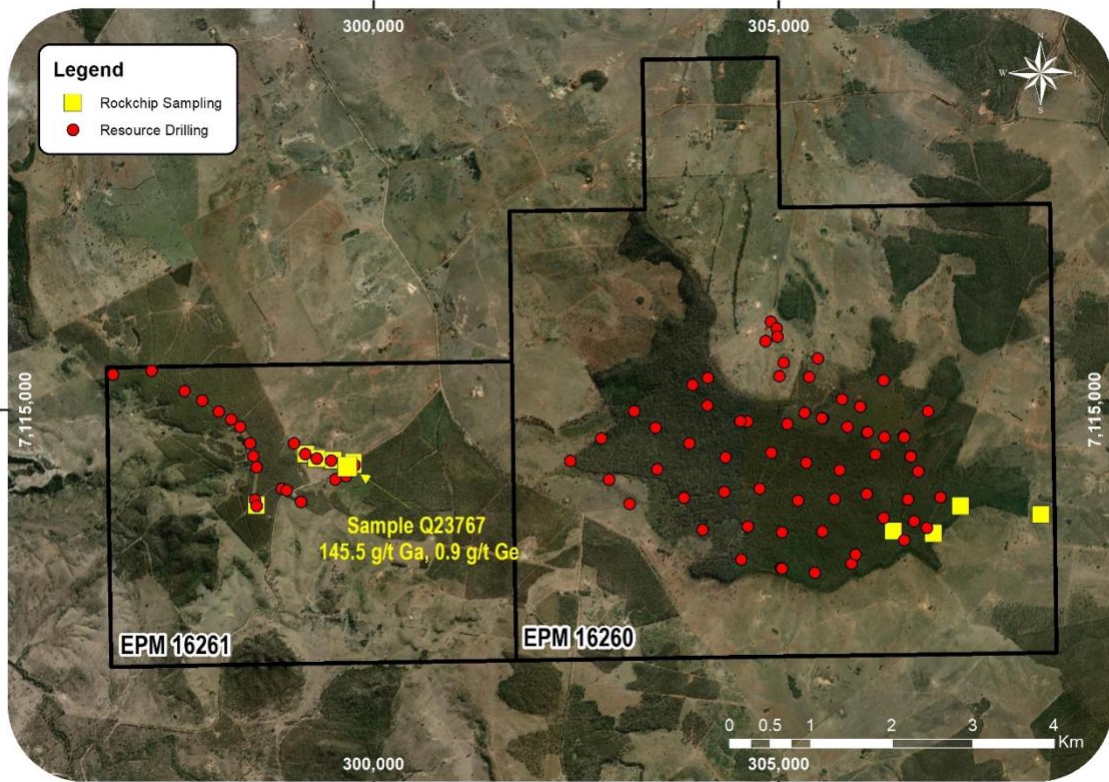 300,000
305,000
Legend
Rockchip Sampling
Resource Drilling
N
W
E
S
7,115,000
7,115,000
Sample Q23767
145.5 g/t Ga, 0.9 g/t Ge
EPM 16261
EPM 16260
0 0.5 1 2 3 4
Km
300,000
305,000